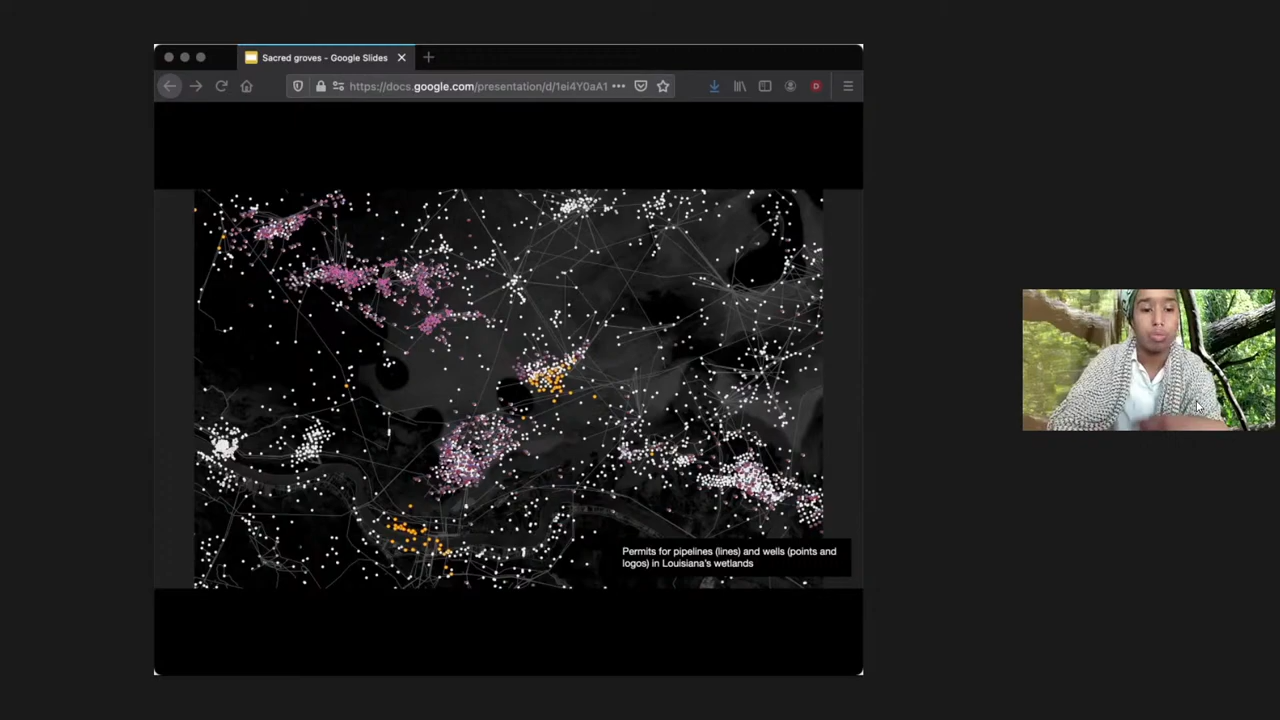 Sacred groves - Google Slides
https://docs.google.com/presentation/d/1ei4Y0aA1
D
Permits for pipelines (lines) and wells (points and
logos) in Louisiana's wetlands